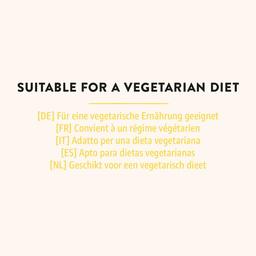 SUITABLE FOR A VEGETARIAN DIET
[DE] Für eine vegetarische Ernährung geeignet
[FR] Convient à un régime végétarien
[IT] Adatto per una dieta vegetariana
[ES] Apto para dietas vegetarianas
[NL] Geschikt voor een vegetarisch dieet